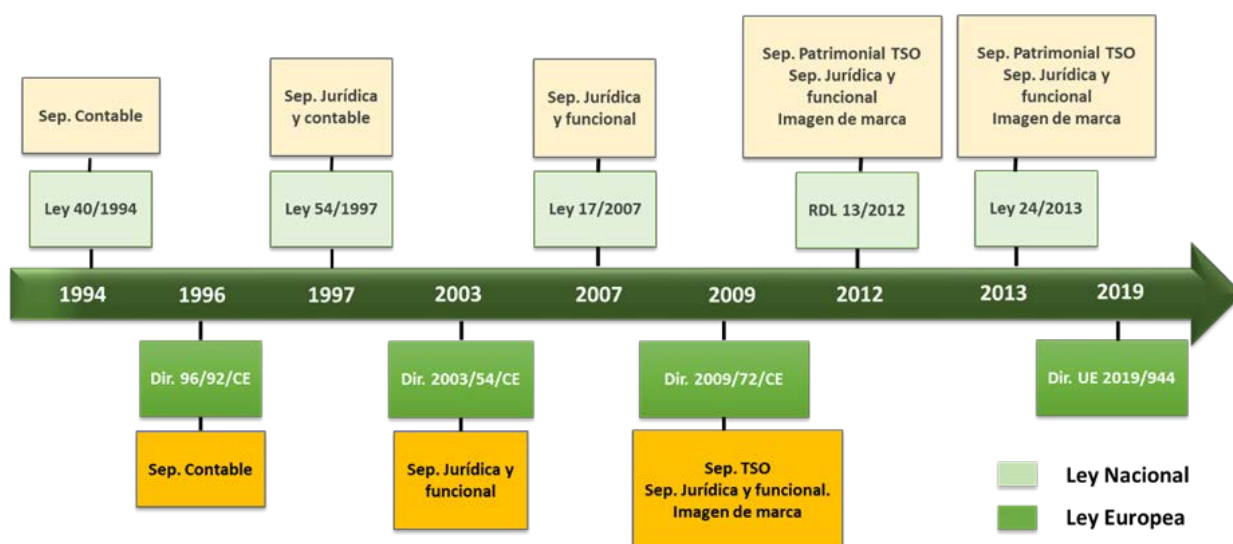 Sep. Contable
Sep. Jurídica
y contable
Sep. Jurídica
y funcional
Sep. Patrimonial TSO
Sep. Jurídica y
funcional
Imagen de marca
Sep. Patrimonial TSO
Sep. Jurídica y
funcional
Imagen de marca
Ley 40/1994
Ley 54/1997
Ley 17/2007
RDL 13/2012
Ley 24/2013
1994
1996
1997
2003
2007
2009
2012
2013
2019
Dir. 96/92/CE
Dir. 2003/54/CE
Dir. 2009/72/CE
Dir. UE 2019/944
Sep. Contable
Sep. Jurídica y
funcional
Sep. TSO
Sep. Jurídica y funcional.
Imagen de marca
Ley Nacional
Ley Europea